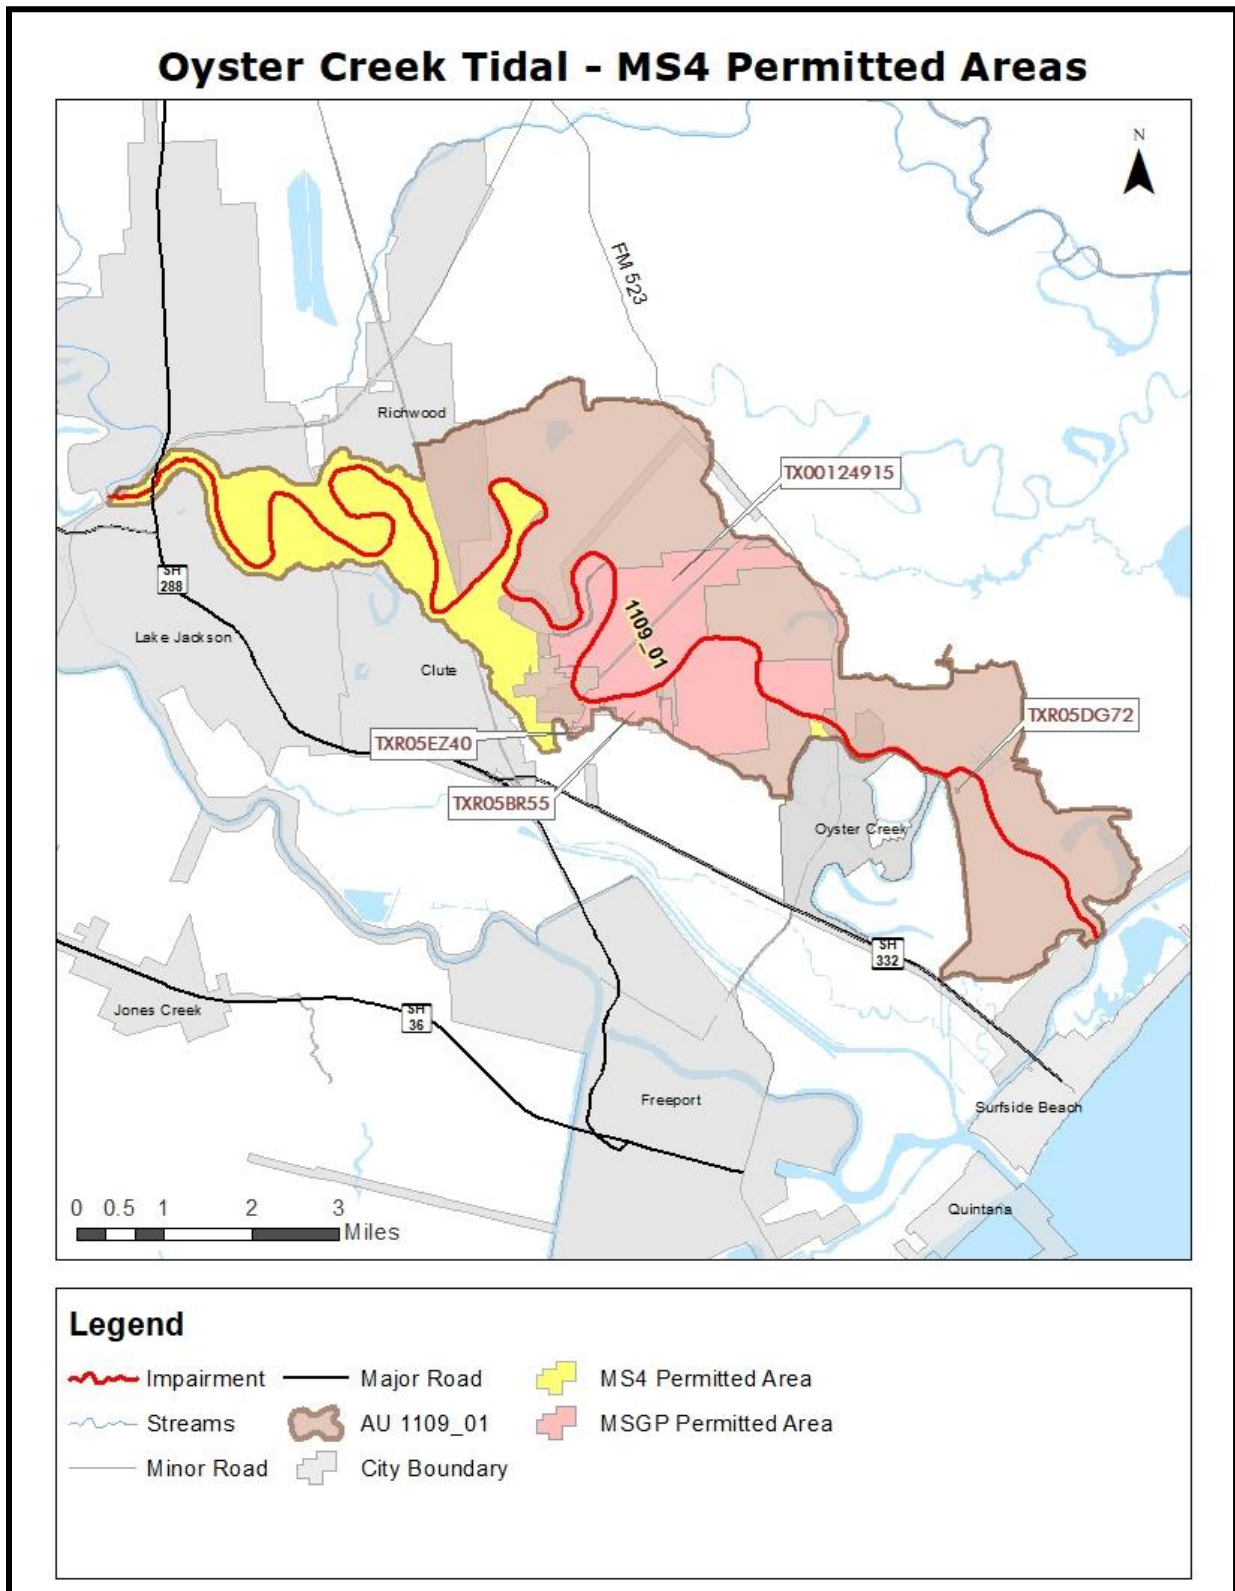 Oyster Creek Tidal - MS4 Permitted Areas
N
FM 523
Richwood
TX00124915
SH
288
1109_01
Lake Jackson
Clute
TXR05DG72
TXR05EZ40
TXR05BR55
Oyster Creek
SH
332
Jones Creek
SH
36
Freeport
Surfside Beach
Quintana
0 0.5 1 2 3
Miles
Legend
Impairment
Major Road
MS4 Permitted Area
Streams
AU 1109_01
MSGP Permitted Area
Minor Road
City Boundary